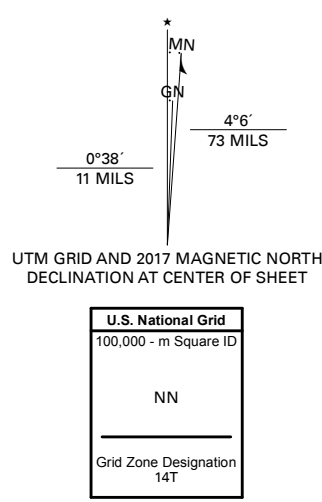 ★
MN
GN
4°6´
73 MILS
0°38´
11 MILS
UTM GRID AND 2017 MAGNETIC NORTH
DECLINATION AT CENTER OF SHEET
U.S. National Grid
100,000 - m Square ID
NN
Grid Zone Designation
14T